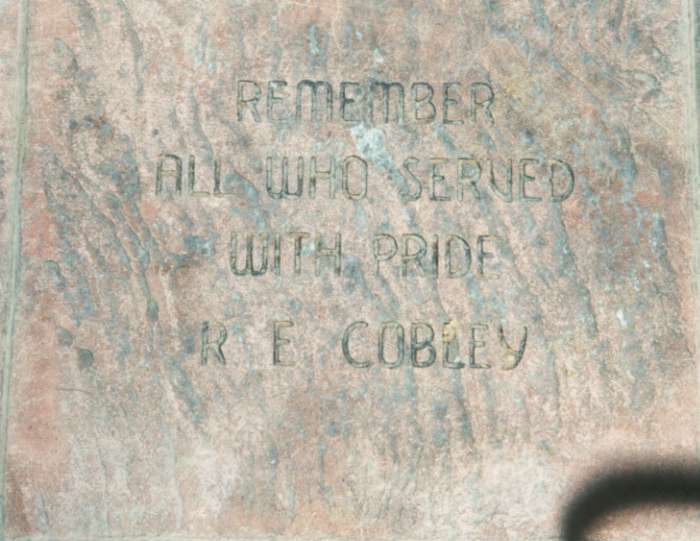 REMEMBER
ALL WHO SERVED
WITH PRIDE
R E COBLEY